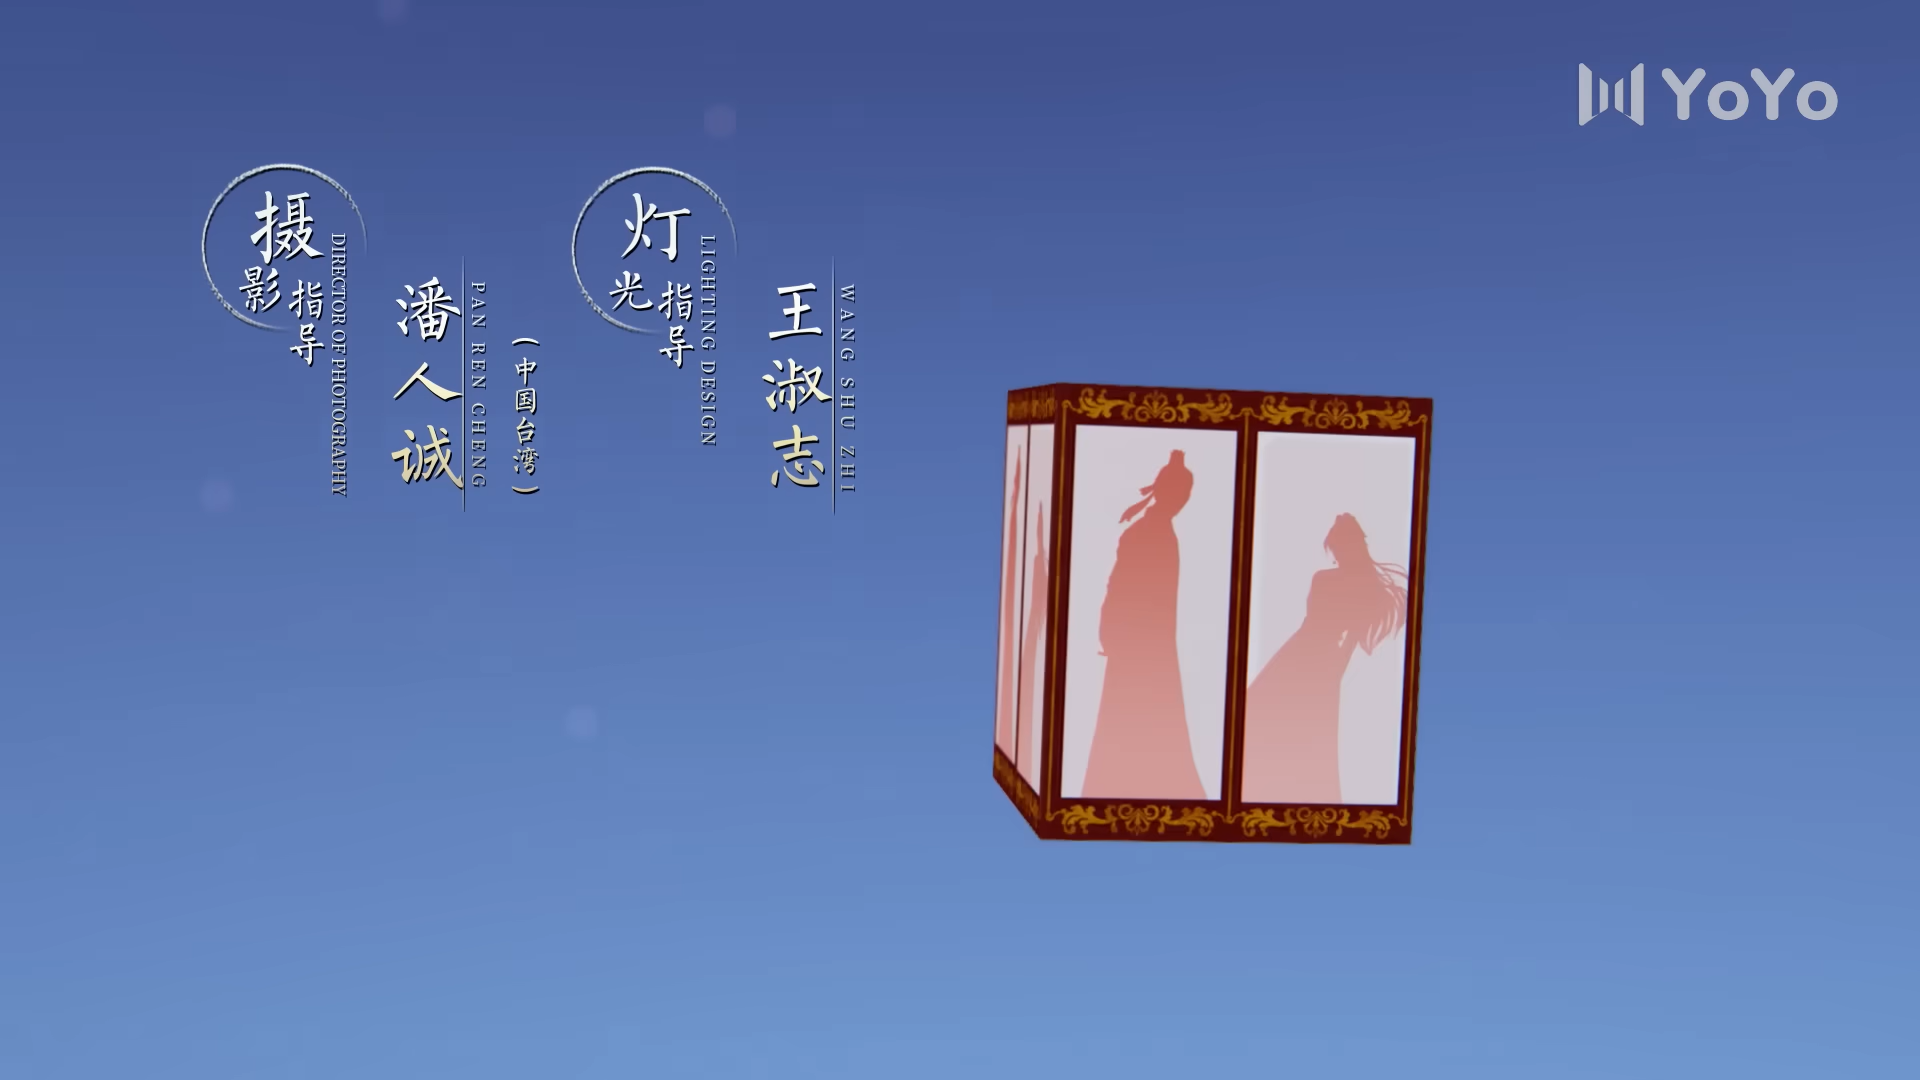 摄影指导
DIRECTOR OF PHOTOGRAPHY
潘人诚
PAN REN CHENG
(中国台湾)
灯光指导
LIGHTING DESIGN
王淑志
WANG SHU ZHI
YoYo